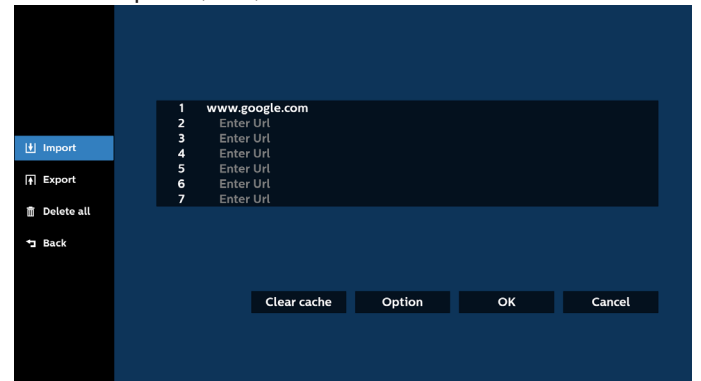 1 www.google.com
2 Enter Url
3 Enter Url
4 Enter Url
5 Enter Url
6 Enter Url
7 Enter Url
Import
Export
Delete all
Back
Clear cache Option OK Cancel